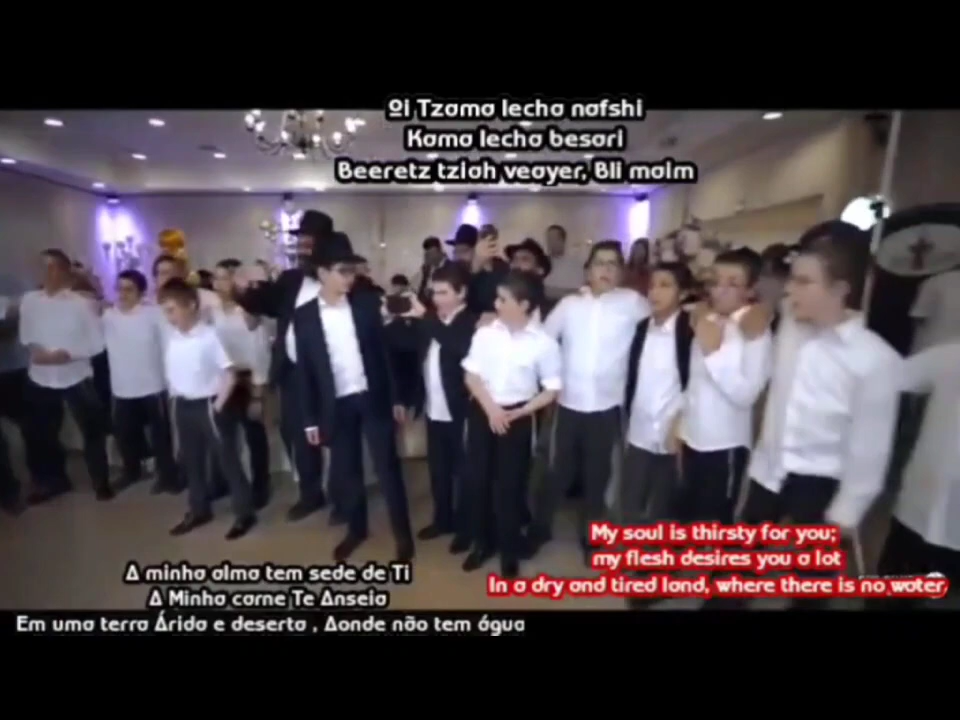 Oi Tzama lecha nafshi
Kama lecha besari
Beeretz tziah veayer, Bli maim
My soul is thirsty for you;
my flesh desires you a lot
In a dry and tired land, where there is no water
A minha alma tem sede de Ti
A Minha carne Te Anseia
Em uma terra Árida e deserta , Aonde não tem água